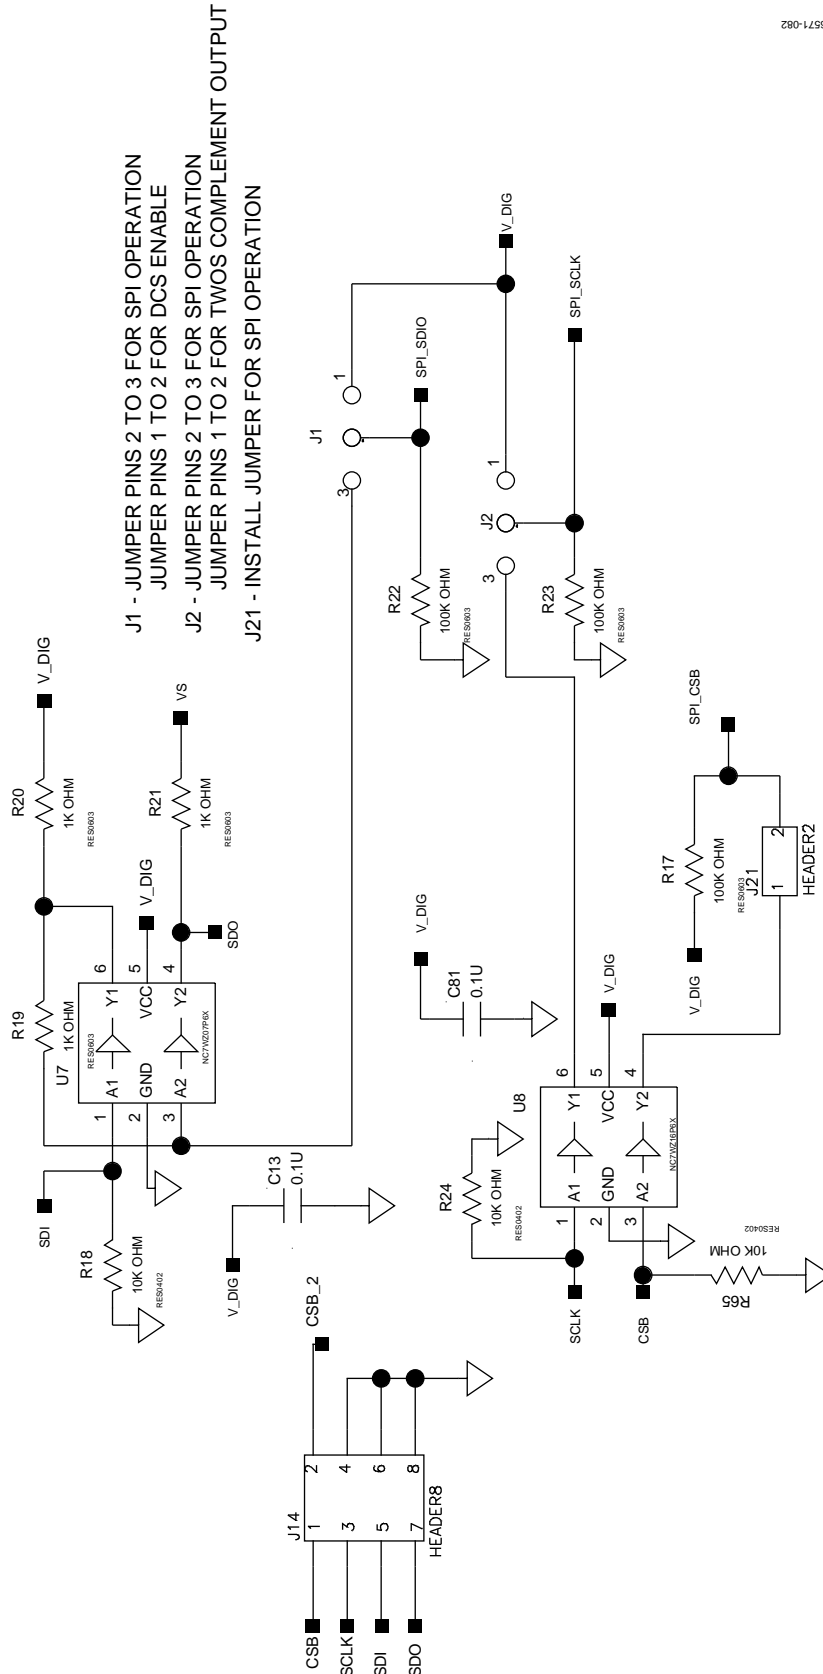 J1 - JUMPER PINS 2 TO 3 FOR SPI OPERATION
JUMPER PINS 1 TO 2 FOR DCS ENABLE
J2 - JUMPER PINS 2 TO 3 FOR SPI OPERATION
JUMPER PINS 1 TO 2 FOR TWOS COMPLEMENT OUTPUT
J21 - INSTALL JUMPER FOR SPI OPERATION
R20
1K OHM
RES0603
V_DIG
R19
1K OHM
RES0603
R21
1K OHM
RES0603
VS
U7
1
A1
Y1
6
2
GND
VCC
5
V_DIG
3
A2
Y2
4
NC7WZ07P6X
SDO
SDI
R18
10K OHM
RES0402
V_DIG
C13
0.1U
J1
3
1
SPI_SDIO
R22
100K OHM
RES0603
V_DIG
J2
3
1
SPI_SCLK
R23
100K OHM
RES0603
V_DIG
C81
0.1U
U8
1
A1
Y1
6
2
GND
VCC
5
V_DIG
3
A2
Y2
4
NC7WZ16P6X
R24
10K OHM
RES0402
SCLK
CSB
R65
10K OHM
RES0402
R17
100K OHM
RES0603
V_DIG
SPI_CSB
J21
1
2
HEADER2
J14
CSB
1
2
CSB_2
SCLK
3
4
SDI
5
6
SDO
7
8
HEADER8
6571-082